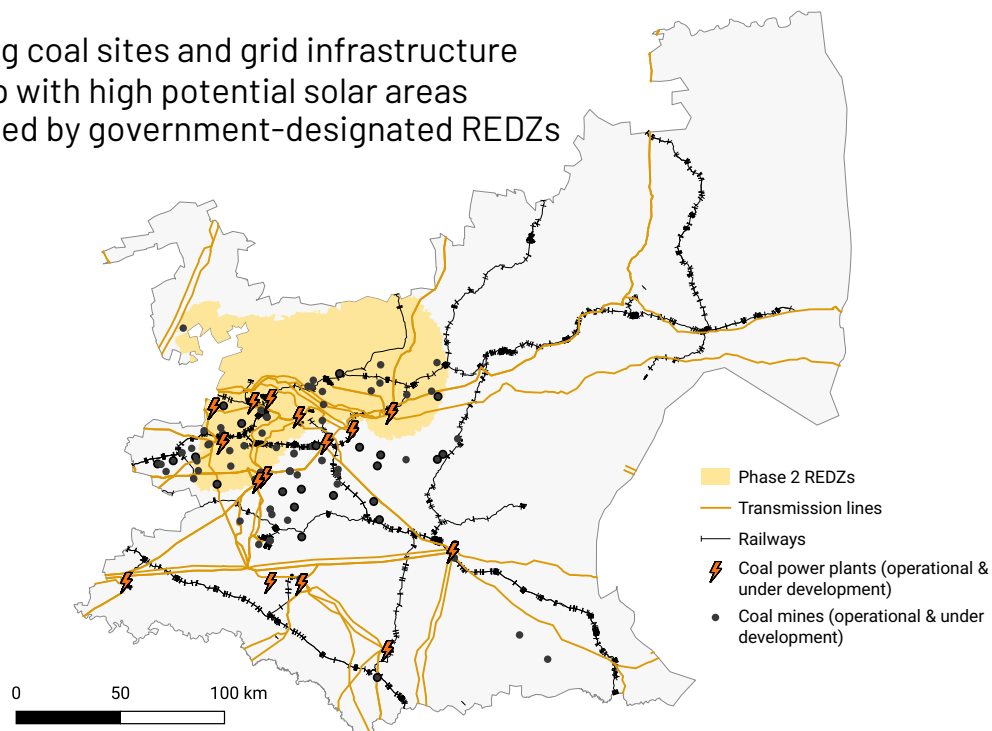 g coal sites and grid infrastructure
with high potential solar areas
ed by government-designated REDZs
Phase 2 REDZs
Transmission lines
Railways
Coal power plants (operational &
under development)
Coal mines (operational & under
development)
0 50 100 km